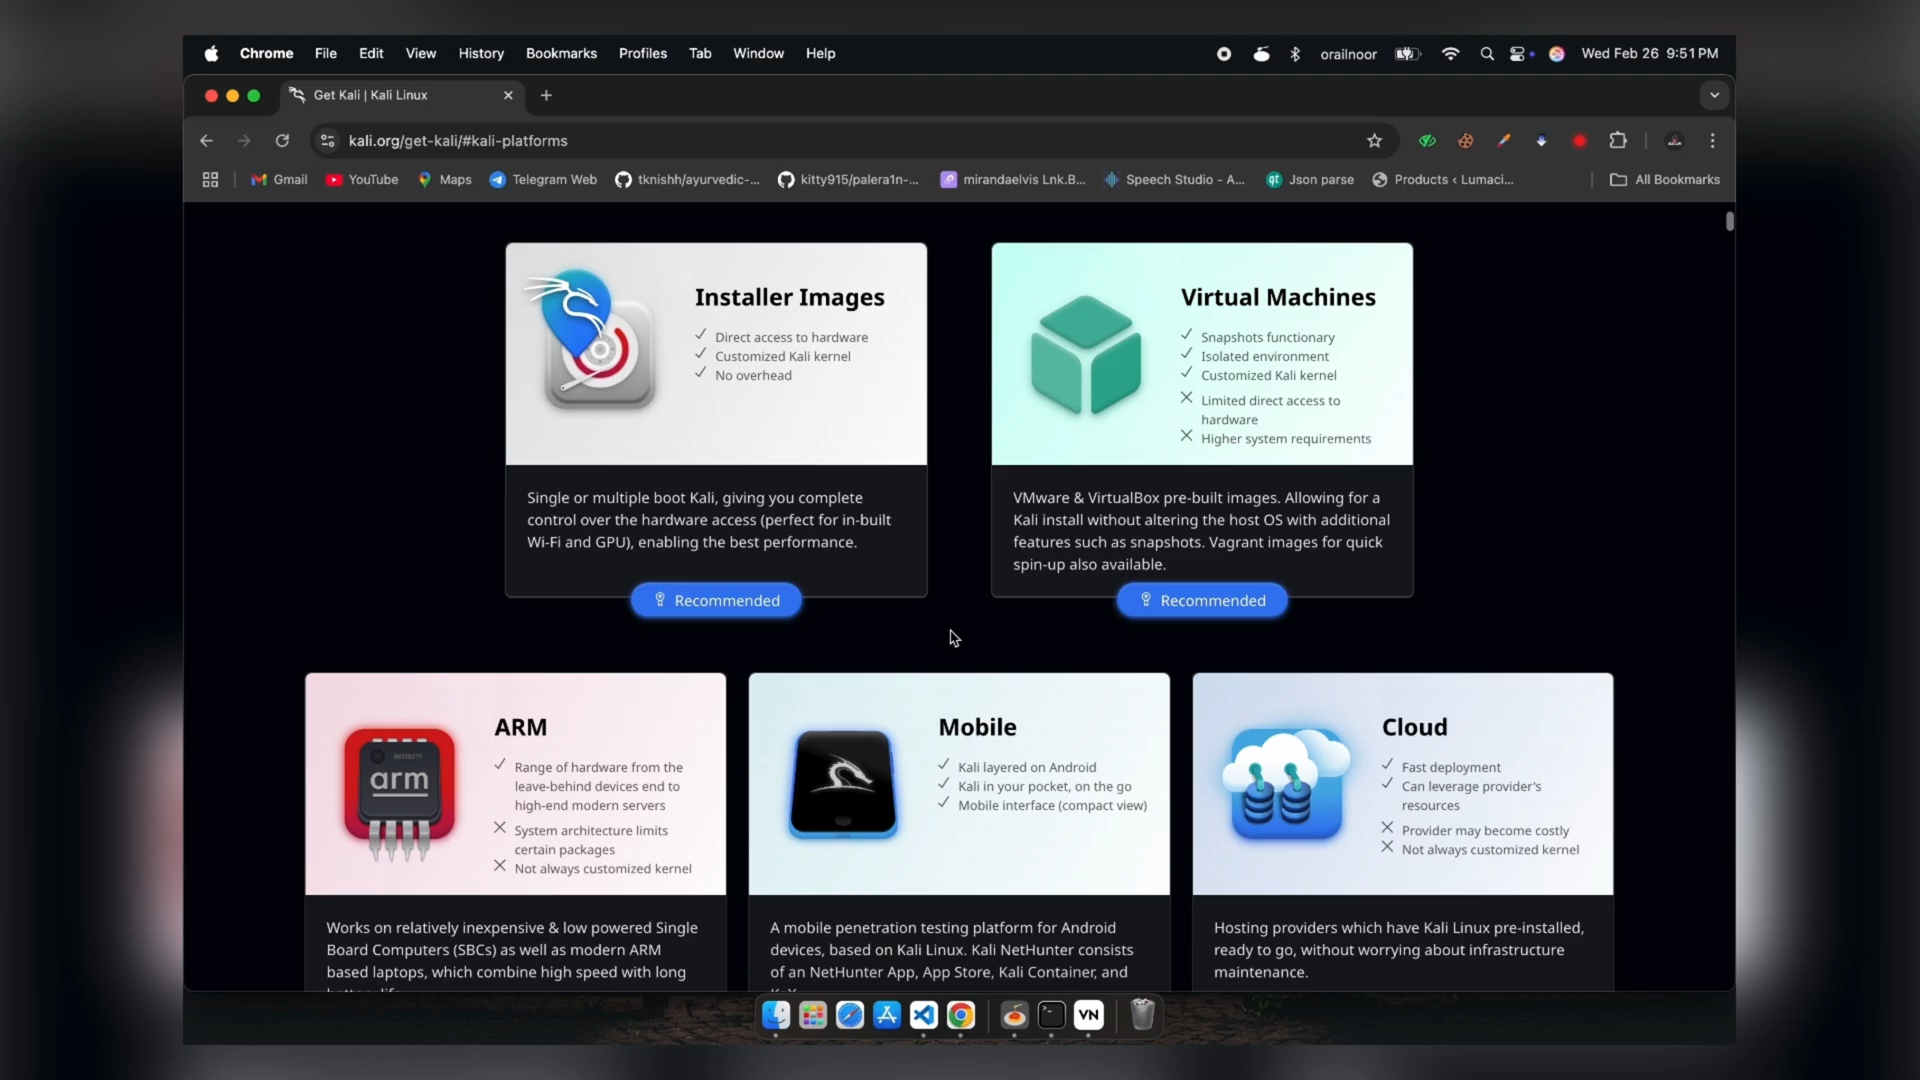 Chrome File Edit View History Bookmarks Profiles Tab Window Help orailnoor Wed Feb 26 9:51 PM
Get Kali | Kali Linux
kali.org/get-kali/#kali-platforms
Gmail YouTube Maps Telegram Web tknishh/ayurvedic-... kitty915/palera1n-... mirandaelvis Lnk.B... Speech Studio - A... Json parse Products ‹ Lumaci... All Bookmarks
Installer Images
Direct access to hardware
Customized Kali kernel
No overhead
Single or multiple boot Kali, giving you complete
control over the hardware access (perfect for in-built
Wi-Fi and GPU), enabling the best performance.
Recommended
Virtual Machines
Snapshots functionary
Isolated environment
Customized Kali kernel
Limited direct access to
hardware
Higher system requirements
VMware & VirtualBox pre-built images. Allowing for a
Kali install without altering the host OS with additional
features such as snapshots. Vagrant images for quick
spin-up also available.
Recommended
arm
ARM
Range of hardware from the
leave-behind devices end to
high-end modern servers
System architecture limits
certain packages
Not always customized kernel
Works on relatively inexpensive & low powered Single
Board Computers (SBCs) as well as modern ARM
based laptops, which combine high speed with long
Mobile
Kali layered on Android
Kali in your pocket, on the go
Mobile interface (compact view)
A mobile penetration testing platform for Android
devices, based on Kali Linux. Kali NetHunter consists
of an NetHunter App, App Store, Kali Container, and
Cloud
Fast deployment
Can leverage provider's
resources
Provider may become costly
Not always customized kernel
Hosting providers which have Kali Linux pre-installed,
ready to go, without worrying about infrastructure
maintenance.
VN